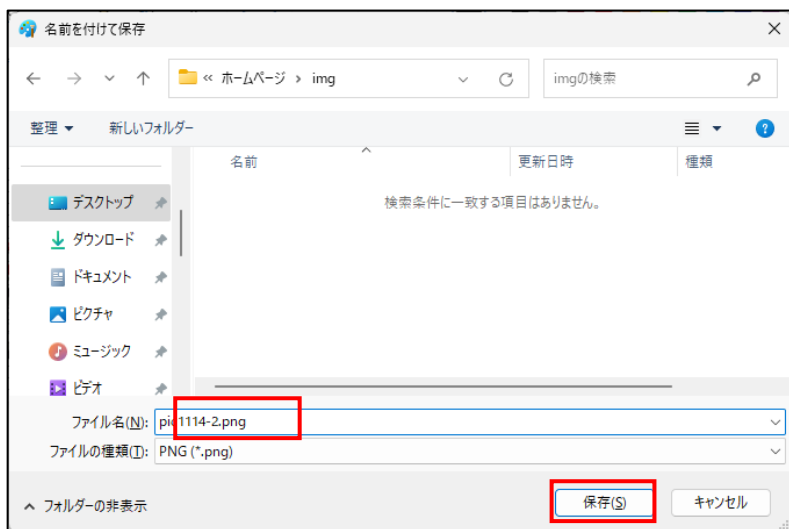 名前を付けて保存
« ホームページ › img
imgの検索
整理 新しいフォルダー
名前 更新日時 種類
検索条件に一致する項目はありません。
デスクトップ
ダウンロード
ドキュメント
ピクチャ
ミュージック
ビデオ
ファイル名(N): pic1114-2.png
ファイルの種類(T): PNG (*.png)
フォルダーの非表示
保存(S) キャンセル